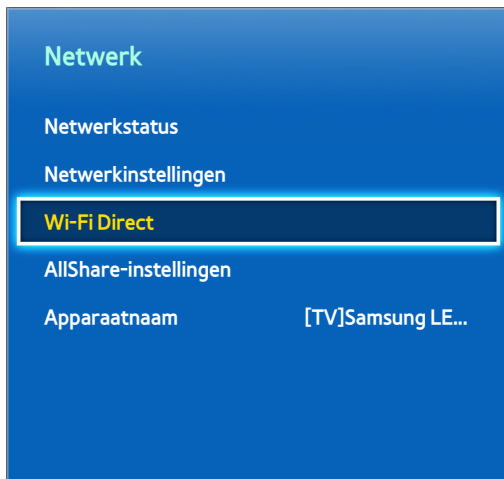 Netwerk
Netwerkstatus
Netwerkinstellingen
Wi-Fi Direct
AllShare-instellingen
Apparaatnaam [TV]Samsung LE...